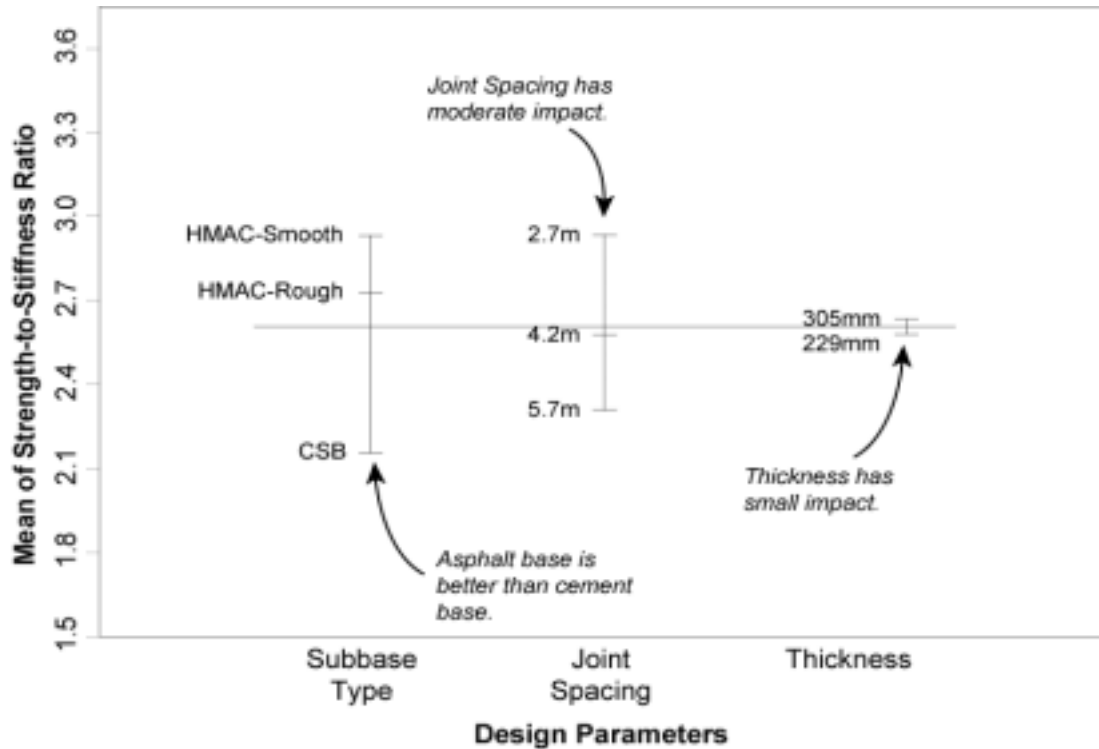 Mean of Strength-to-Stiffness Ratio
3.6
3.3
3.0
2.7
2.4
2.1
1.8
1.5
Joint Spacing has
moderate impact.
HMAC-Smooth
HMAC-Rough
CSB
2.7m
4.2m
5.7m
305mm
229mm
Thickness has
small impact.
Asphalt base is
better than cement
base.
Subbase
Type
Joint
Spacing
Thickness
Design Parameters